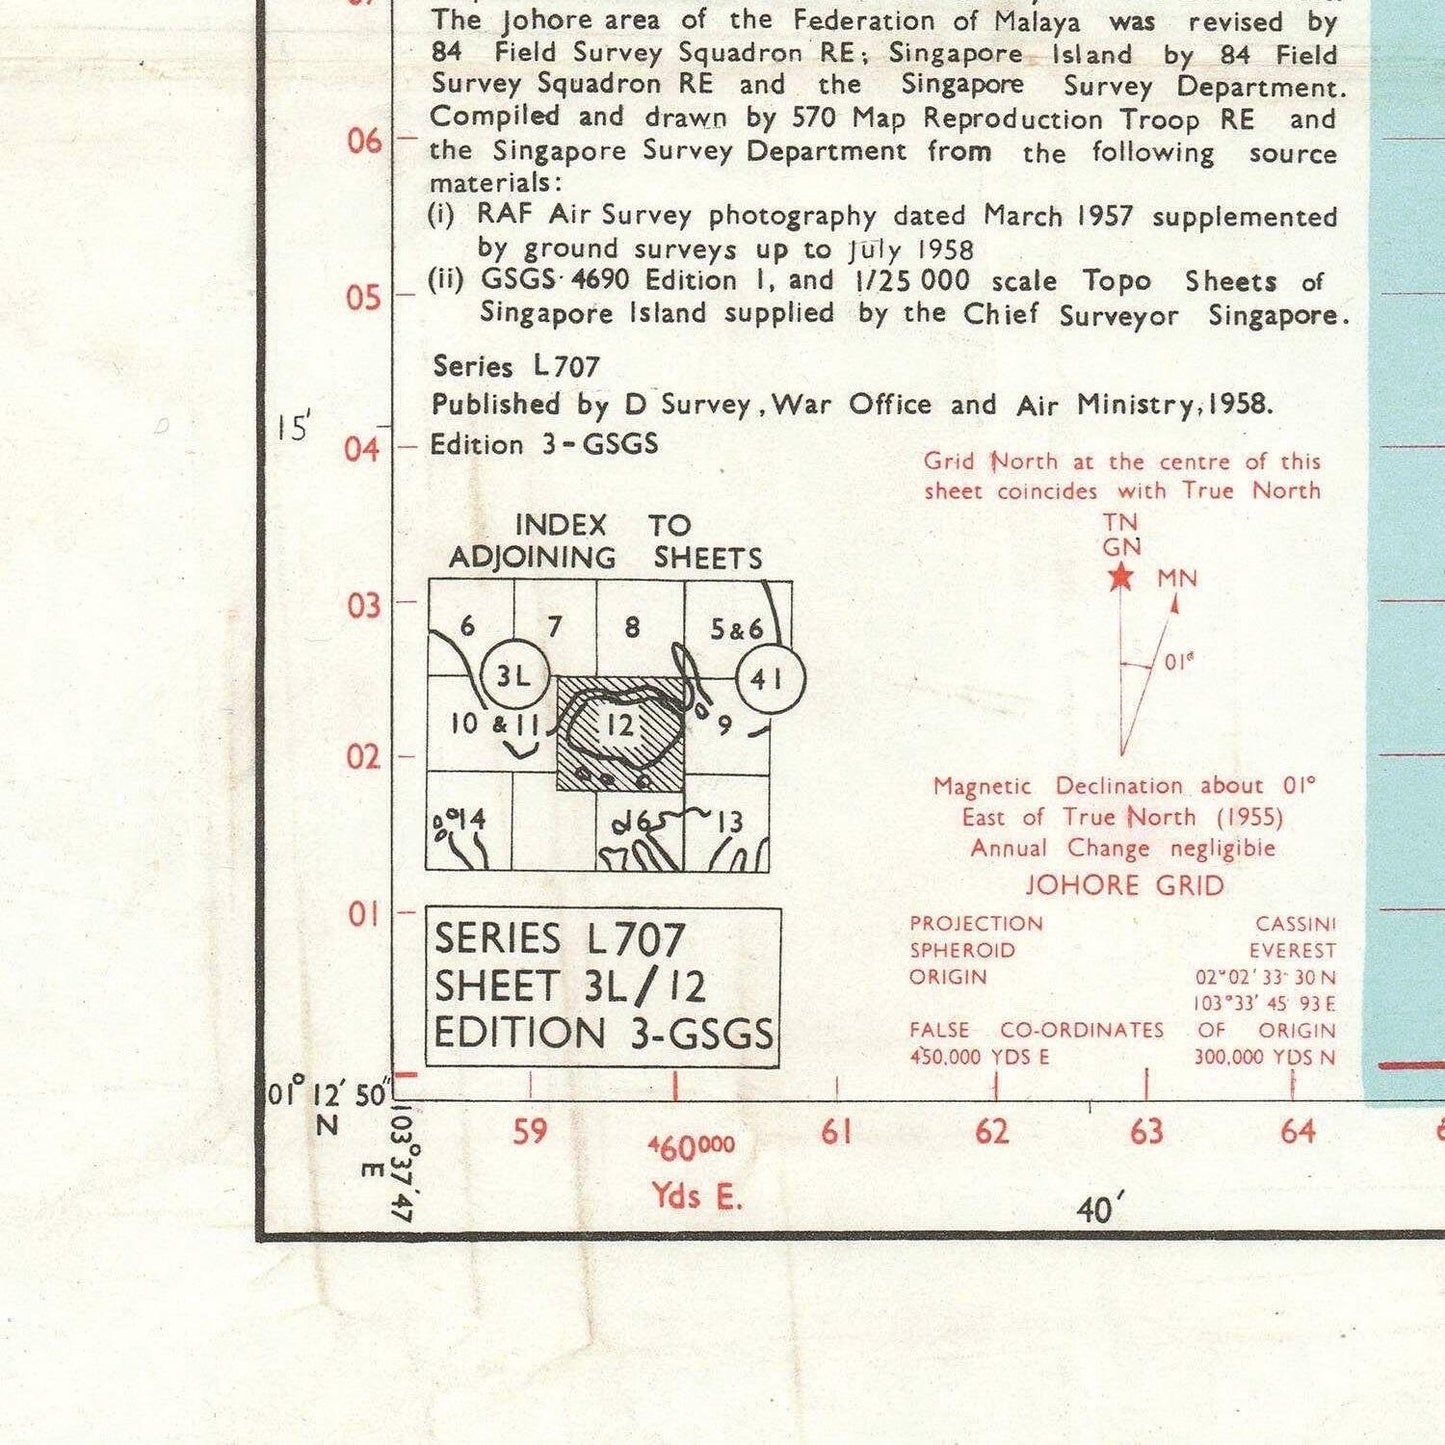 The Johore area of the Federation of Malaya was revised by
84 Field Survey Squadron RE; Singapore Island by 84 Field
Survey Squadron RE and the Singapore Survey Department.
Compiled and drawn by 570 Map Reproduction Troop RE and
the Singapore Survey Department from the following source
materials:
(i) RAF Air Survey photography dated March 1957 supplemented
by ground surveys up to July 1958
(ii) GSGS 4690 Edition 1, and 1/25 000 scale Topo Sheets of
Singapore Island supplied by the Chief Surveyor Singapore.
Series L707
Published by D Survey, War Office and Air Ministry, 1958.
Edition 3-GSGS
06
05
15′
04
03
02
01
INDEX TO
ADJOINING SHEETS
6 7 8 5&6
3L 41
10 & 11 12 9
14 16 13
Grid North at the centre of this
sheet coincides with True North
TN
GN
MN
01°
Magnetic Declination about 01°
East of True North (1955)
Annual Change negligible
JOHORE GRID
PROJECTION CASSINI
SPHEROID EVEREST
ORIGIN 02°02′33·30 N
103°33′45·93 E
FALSE CO-ORDINATES OF ORIGIN
450,000 YDS E 300,000 YDS N
SERIES L707
SHEET 3L/12
EDITION 3-GSGS
01° 12′ 50″
N
103°37′47
E
59 460000 61 62 63 64
Yds E.
40′